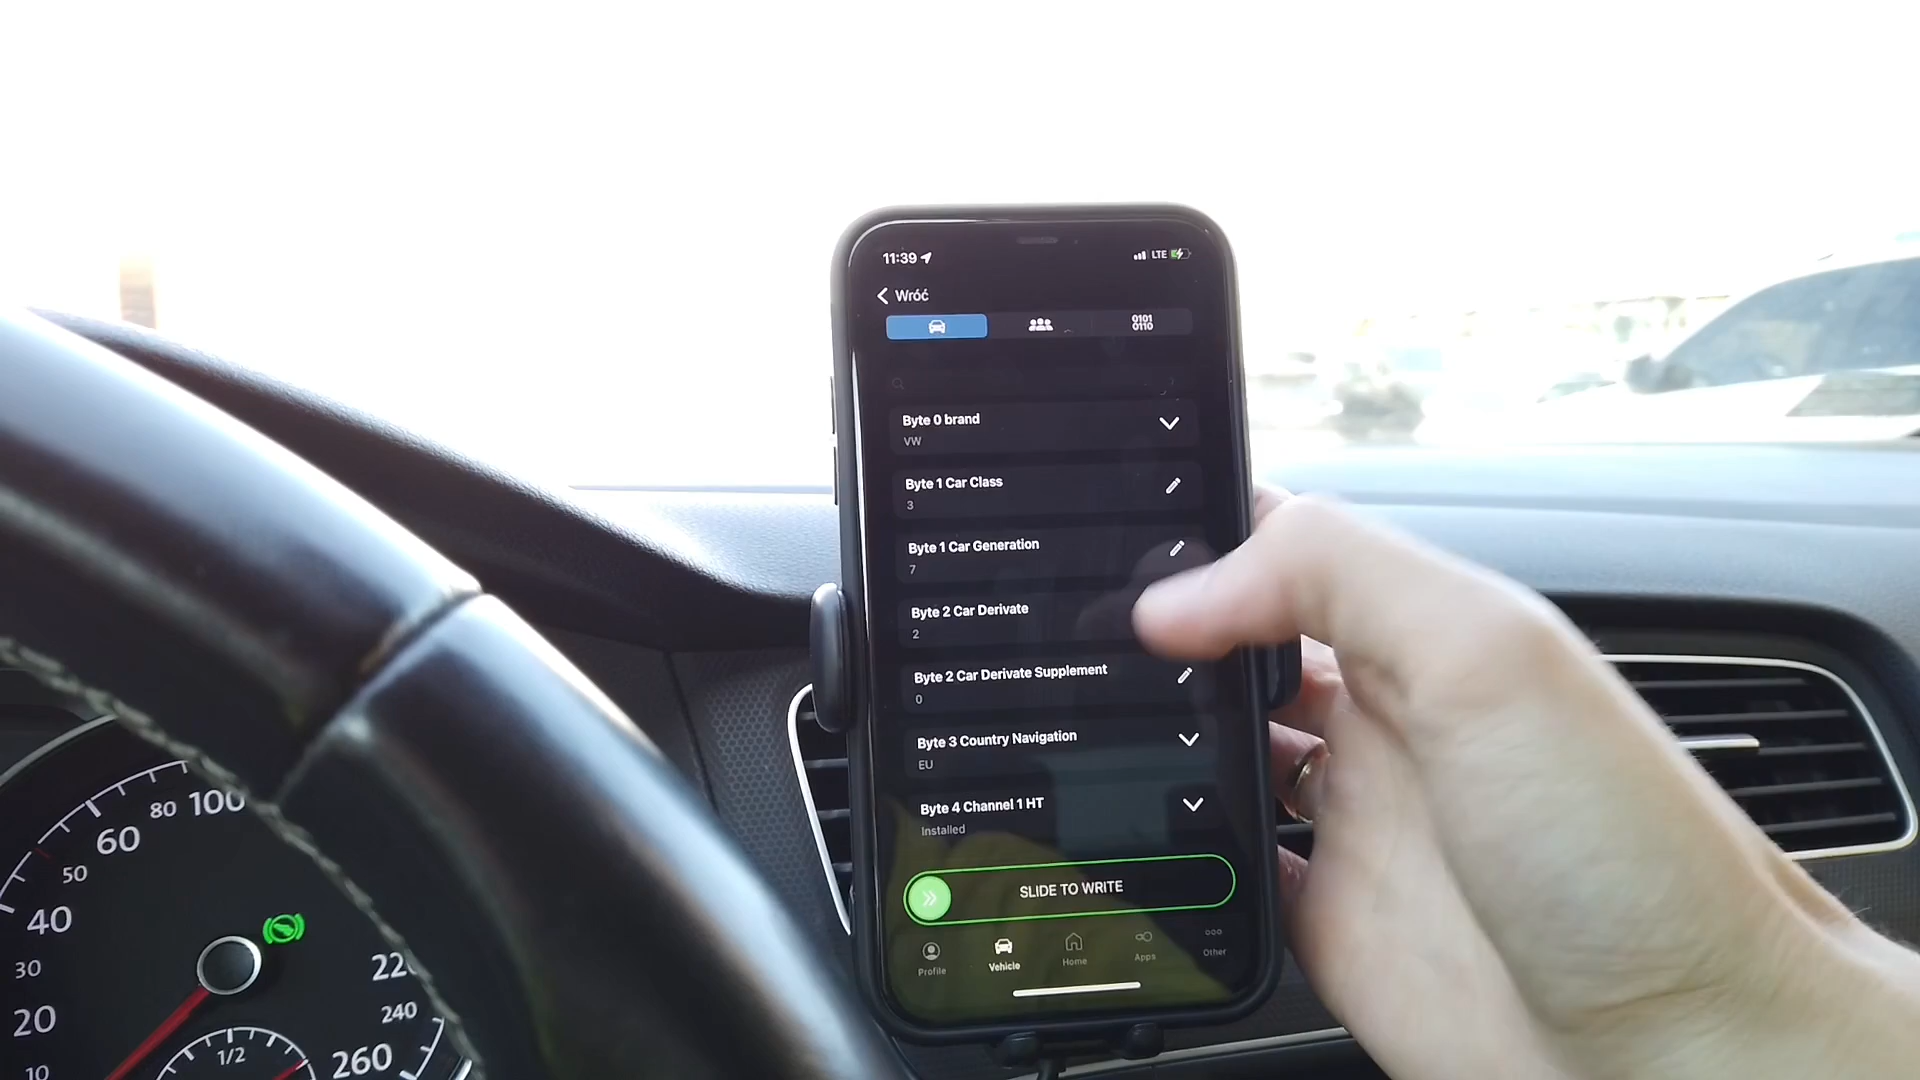 11:39
LTE
Wróć
0101
0110
Byte 0 brand
VW
Byte 1 Car Class
3
Byte 1 Car Generation
7
Byte 2 Car Derivate
2
Byte 2 Car Derivate Supplement
0
Byte 3 Country Navigation
EU
Byte 4 Channel 1 HT
Installed
SLIDE TO WRITE
Profile
Vehicle
Home
Apps
Other
10
20
30
40
50
60
80
100
22
240
260
1/2